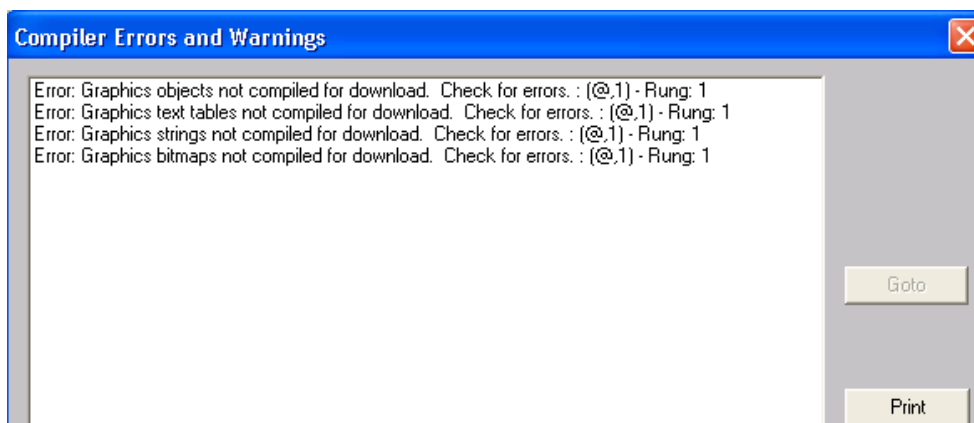 Compiler Errors and Warnings
Error: Graphics objects not compiled for download.  Check for errors. : (@,1) - Rung: 1
Error: Graphics text tables not compiled for download.  Check for errors. : (@,1) - Rung: 1
Error: Graphics strings not compiled for download.  Check for errors. : (@,1) - Rung: 1
Error: Graphics bitmaps not compiled for download.  Check for errors. : (@,1) - Rung: 1
Goto
Print